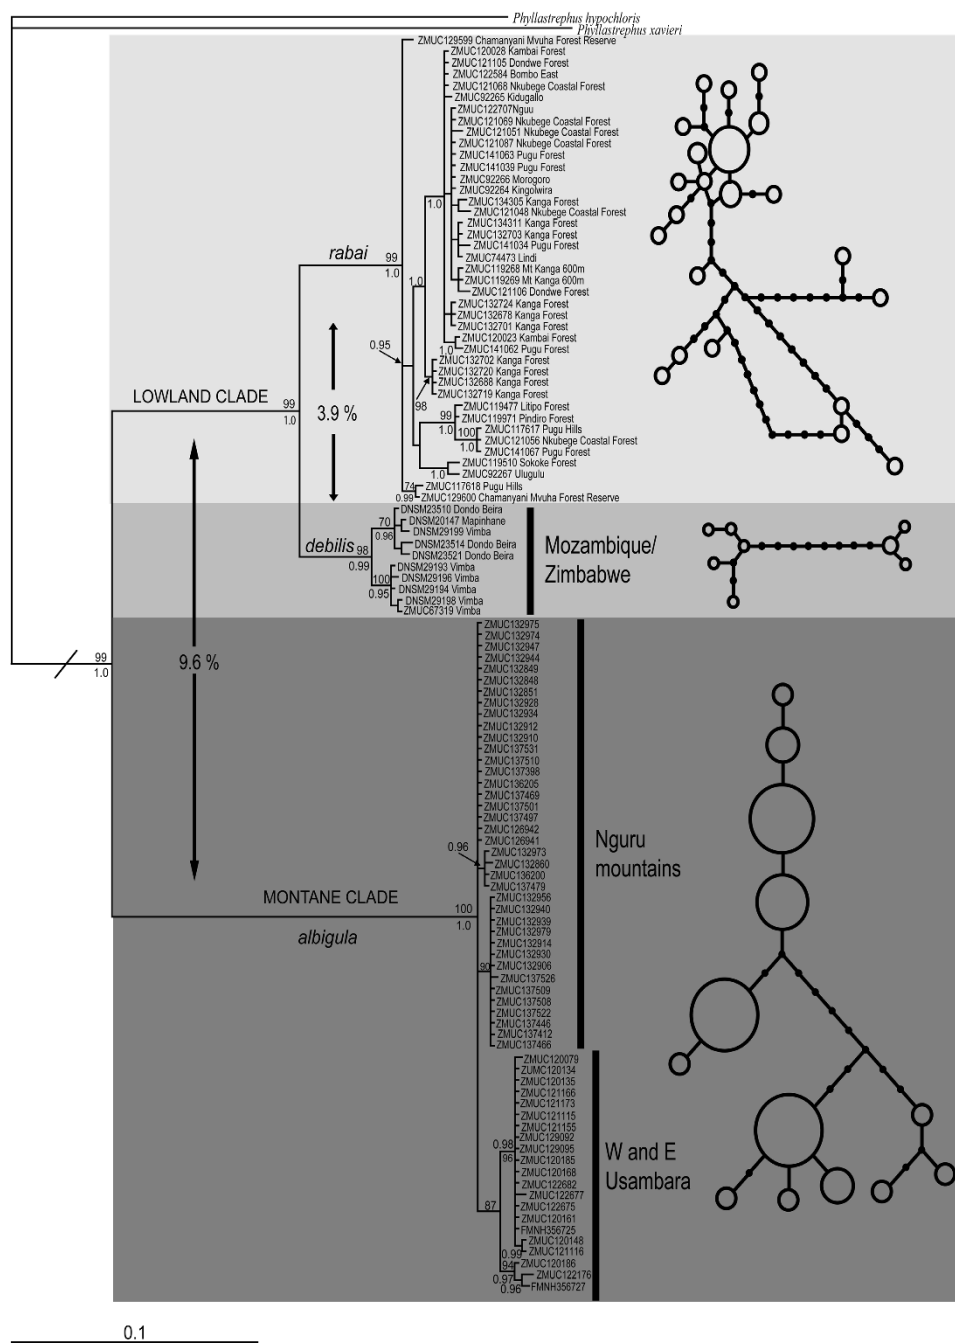 Phyllastrephus hypochloris
Phyllastrephus xavieri
ZMUC129599 Chamanyani Mvuha Forest Reserve
ZMUC120028 Kambai Forest
ZMUC121105 Dondwe Forest
ZMUC122584 Bombo East
ZMUC121068 Nkubege Coastal Forest
ZMUC92265 Kidugallo
ZMUC122707Nguu
ZMUC121069 Nkubege Coastal Forest
ZMUC121051 Nkubege Coastal Forest
ZMUC121087 Nkubege Coastal Forest
ZMUC141063 Pugu Forest
ZMUC141039 Pugu Forest
ZMUC92266 Morogoro
ZMUC92264 Kingolwira
1.0
ZMUC134305 Kanga Forest
ZMUC121048 Nkubege Coastal Forest
ZMUC134311 Kanga Forest
ZMUC132703 Kanga Forest
ZMUC141034 Pugu Forest
rabai
99
1.0
ZMUC74473 Lindi
ZMUC119268 Mt Kanga 600m
1.0
ZMUC119269 Mt Kanga 600m
ZMUC121106 Dondwe Forest
ZMUC132724 Kanga Forest
ZMUC132678 Kanga Forest
ZMUC132701 Kanga Forest
ZMUC120023 Kambai Forest
0.95
1.0
ZMUC141062 Pugu Forest
ZMUC132702 Kanga Forest
ZMUC132720 Kanga Forest
ZMUC132688 Kanga Forest
ZMUC132719 Kanga Forest
LOWLAND CLADE
99
1.0
3.9 %
98
ZMUC119477 Litipo Forest
99
1.0
ZMUC119971 Pindiro Forest
100
1.0
ZMUC117617 Pugu Hills
ZMUC121056 Nkubege Coastal Forest
ZMUC141067 Pugu Forest
ZMUC119510 Sokoke Forest
1.0
ZMUC92267 Ulugulu
74
0.99
ZMUC117618 Pugu Hills
ZMUC129600 Chamanyani Mvuha Forest Reserve
DNSM23510 Dondo Beira
DNSM20147 Mapinhane
70
0.96
DNSM29199 Vimba
DNSM23514 Dondo Beira
debilis
98
0.99
DNSM23521 Dondo Beira
DNSM29193 Vimba
100
0.95
DNSM29196 Vimba
DNSM29194 Vimba
DNSM29198 Vimba
ZMUC67319 Vimba
Mozambique/
Zimbabwe
99
1.0
9.6 %
ZMUC132975
ZMUC132974
ZMUC132947
ZMUC132944
ZMUC132849
ZMUC132848
ZMUC132851
ZMUC132928
ZMUC132934
ZMUC132912
ZMUC132910
ZMUC137531
ZMUC137510
ZMUC137398
ZMUC136205
ZMUC137469
ZMUC137501
ZMUC137497
ZMUC126942
ZMUC126941
0.96
ZMUC132973
ZMUC132860
ZMUC136200
ZMUC137479
Nguru
mountains
MONTANE CLADE
albigula
100
1.0
ZMUC132956
ZMUC132940
ZMUC132939
ZMUC132979
ZMUC132914
ZMUC132930
90
ZMUC132906
ZMUC137526
ZMUC137509
ZMUC137508
ZMUC137522
ZMUC137446
ZMUC137412
ZMUC137466
ZMUC120079
ZUMC120134
ZMUC120135
ZMUC121166
ZMUC121173
ZMUC121115
ZMUC121155
ZMUC129092
0.98
96
ZMUC129095
ZMUC120185
ZMUC120168
ZMUC122682
ZMUC122677
87
ZMUC122675
ZMUC120161
FMNH356725
ZMUC120148
0.99
ZMUC121116
94
0.97
ZMUC120186
ZMUC122176
0.96
FMNH356727
W and E
Usambara
0.1